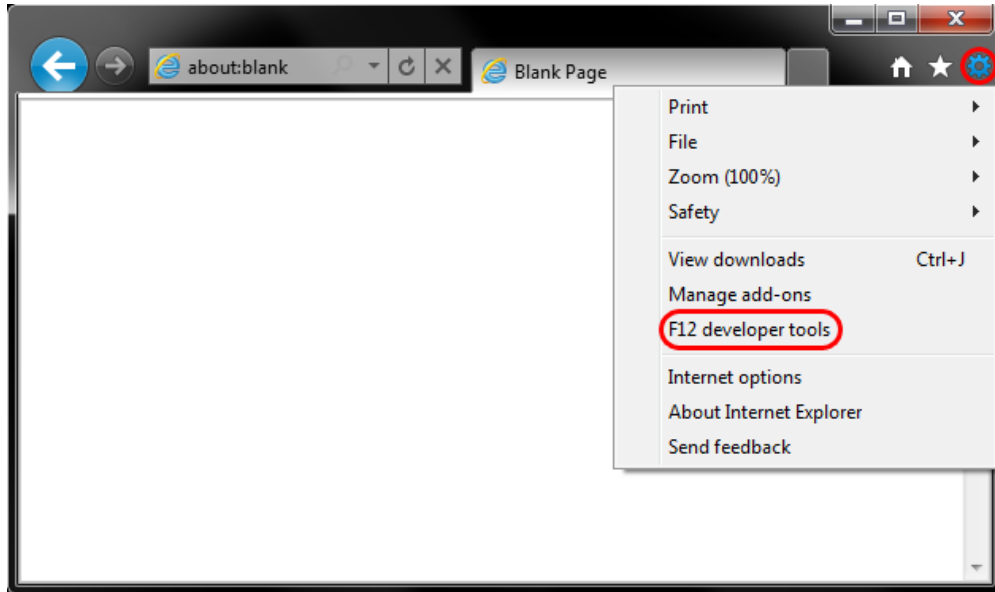 about:blank
Blank Page
Print
File
Zoom (100%)
Safety
View downloads Ctrl+J
Manage add-ons
F12 developer tools
Internet options
About Internet Explorer
Send feedback